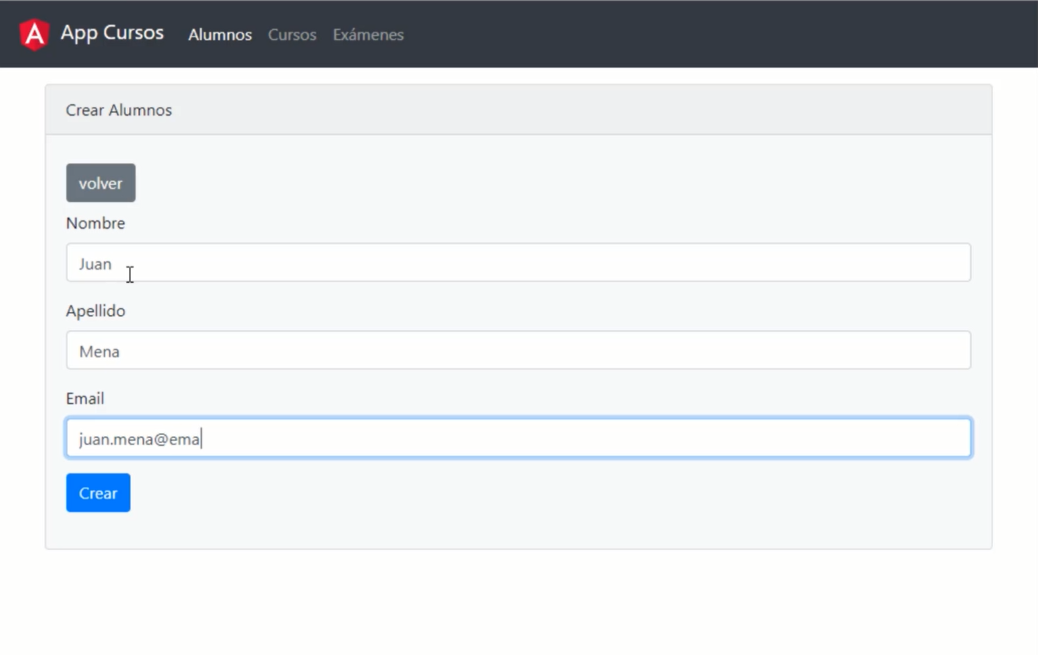 App Cursos Alumnos Cursos Exámenes
Crear Alumnos
volver
Nombre
Juan
Apellido
Mena
Email
juan.mena@ema
Crear